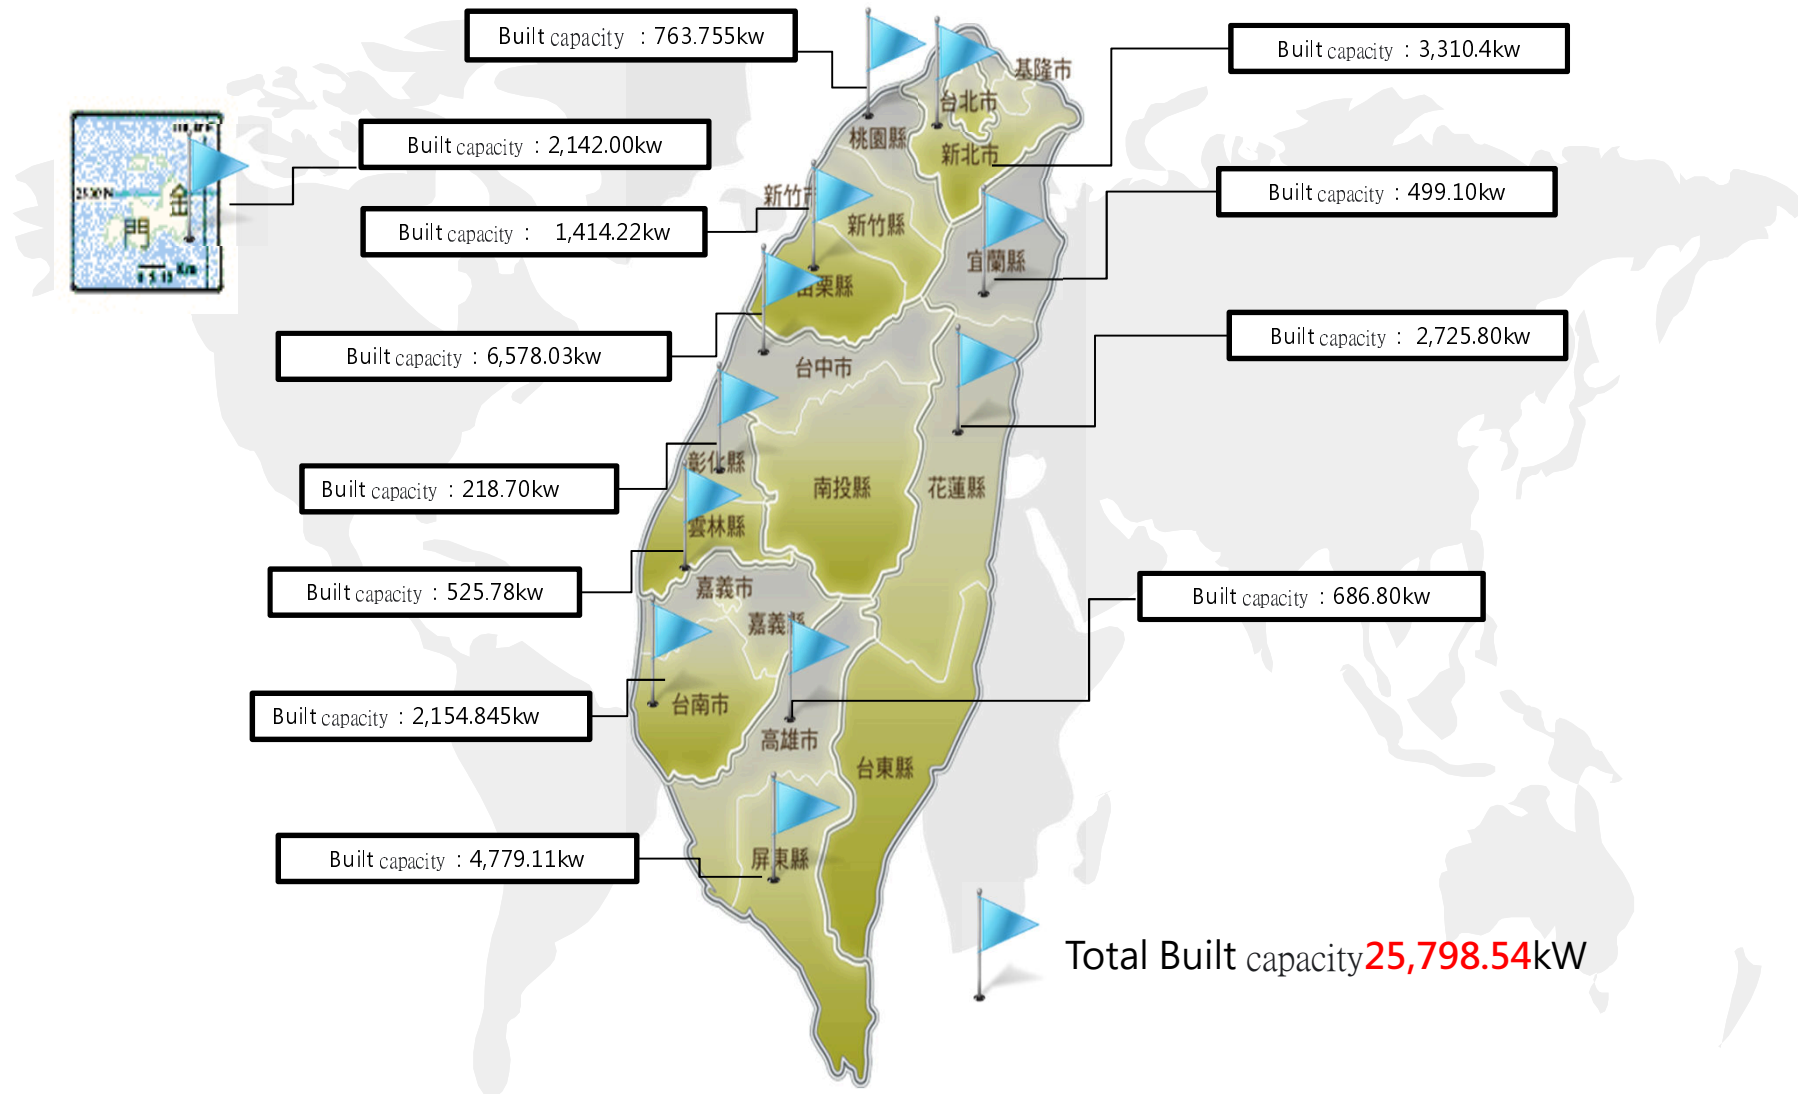 Built capacity : 763.755kw
Built capacity : 3,310.4kw
基隆市
台北市
桃園縣
新北市
Built capacity : 2,142.00kw
金
門
Km
Built capacity : 499.10kw
新竹市
新竹縣
Built capacity : 1,414.22kw
宜蘭縣
苗栗縣
Built capacity : 2,725.80kw
Built capacity : 6,578.03kw
台中市
彰化縣
Built capacity : 218.70kw
南投縣
花蓮縣
雲林縣
Built capacity : 525.78kw
嘉義市
嘉義縣
Built capacity : 686.80kw
Built capacity : 2,154.845kw
台南市
高雄市
台東縣
Built capacity : 4,779.11kw
屏東縣
Total Built capacity25,798.54kW